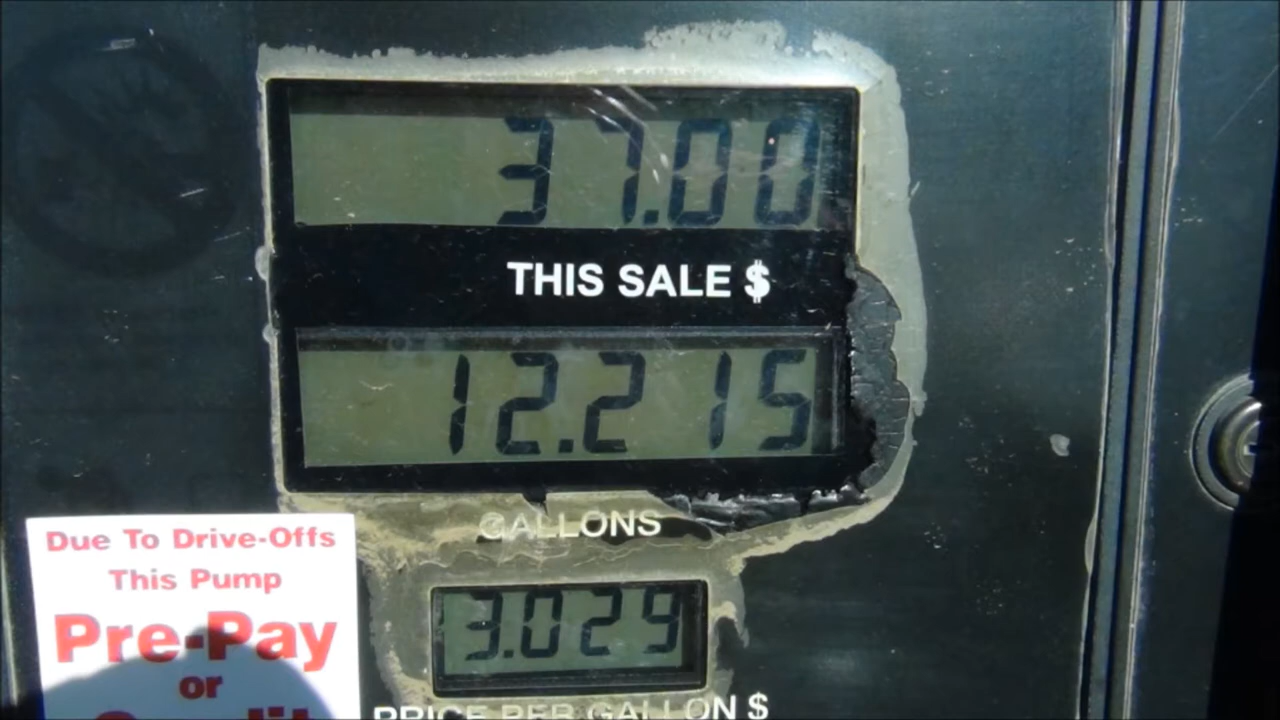 37.00
THIS SALE $
12.215
GALLONS
3.029
PRICE PER GALLON $
Due To Drive-Offs
This Pump
Pre-Pay
or
Credit